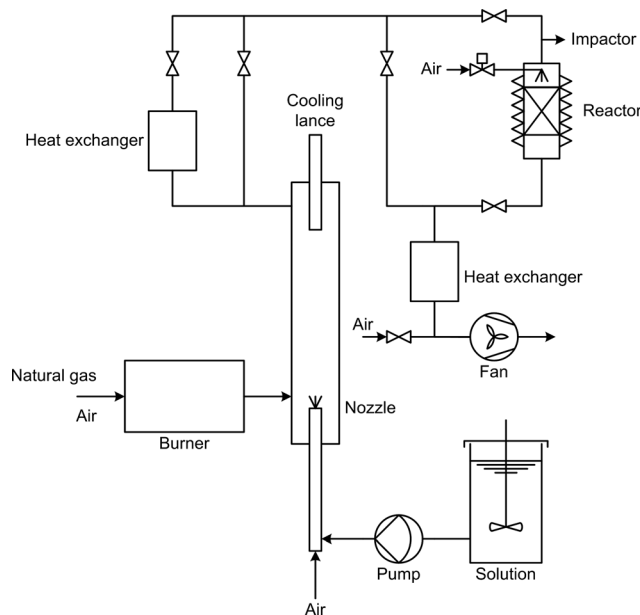 Impactor
Air
Reactor
Cooling
lance
Heat exchanger
Heat exchanger
Air
Fan
Natural gas
Air
Burner
Nozzle
Pump
Solution
Air